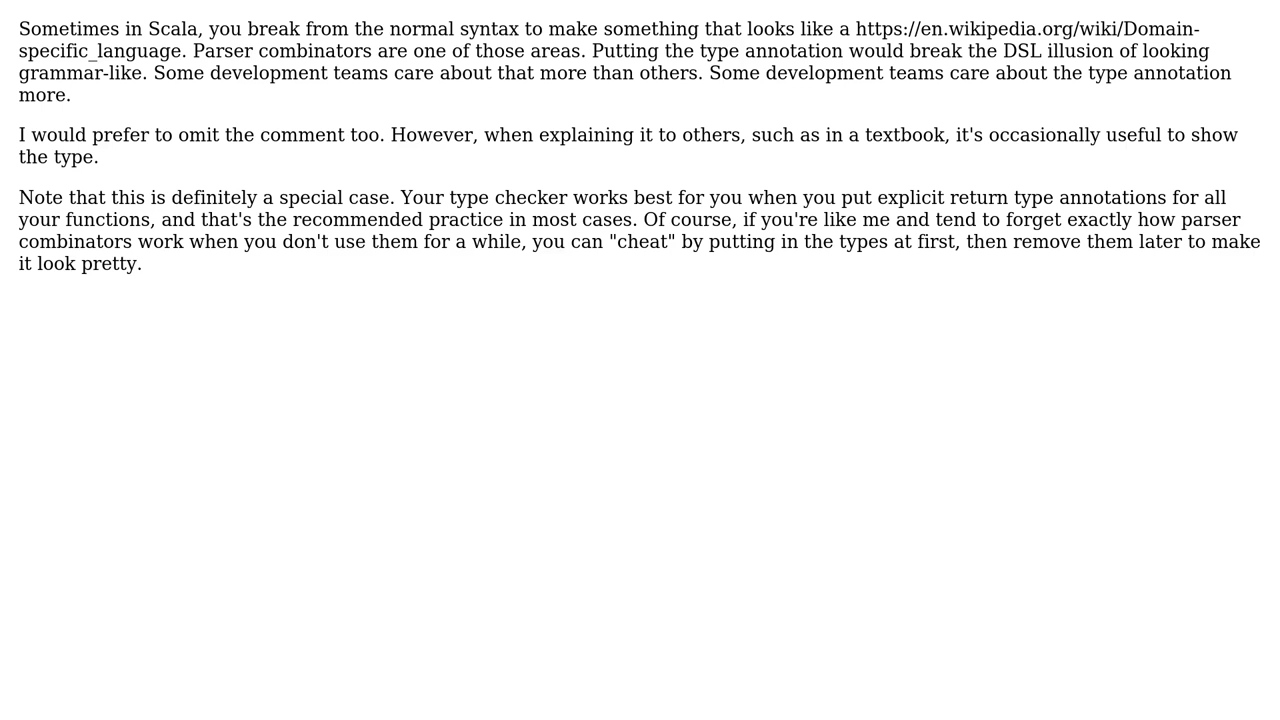 Sometimes in Scala, you break from the normal syntax to make something that looks like a https://en.wikipedia.org/wiki/Domain-
specific_language. Parser combinators are one of those areas. Putting the type annotation would break the DSL illusion of looking
grammar-like. Some development teams care about that more than others. Some development teams care about the type annotation
more.
I would prefer to omit the comment too. However, when explaining it to others, such as in a textbook, it's occasionally useful to show
the type.
Note that this is definitely a special case. Your type checker works best for you when you put explicit return type annotations for all
your functions, and that's the recommended practice in most cases. Of course, if you're like me and tend to forget exactly how parser
combinators work when you don't use them for a while, you can "cheat" by putting in the types at first, then remove them later to make
it look pretty.